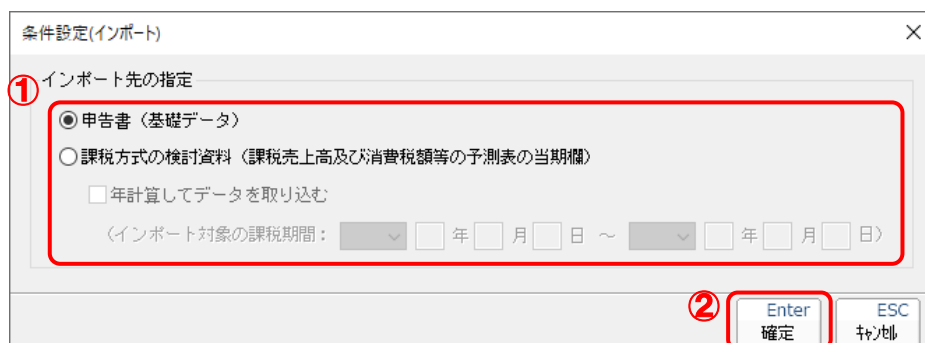 条件設定(インポート)
①
インポート先の指定
申告書（基礎データ）
課税方式の検討資料（課税売上高及び消費税額等の予測表の当期欄）
年計算してデータを取り込む
（インポート対象の課税期間： 年 月 日 ～ 年 月 日）
②
Enter
確定
ESC
キャンセル